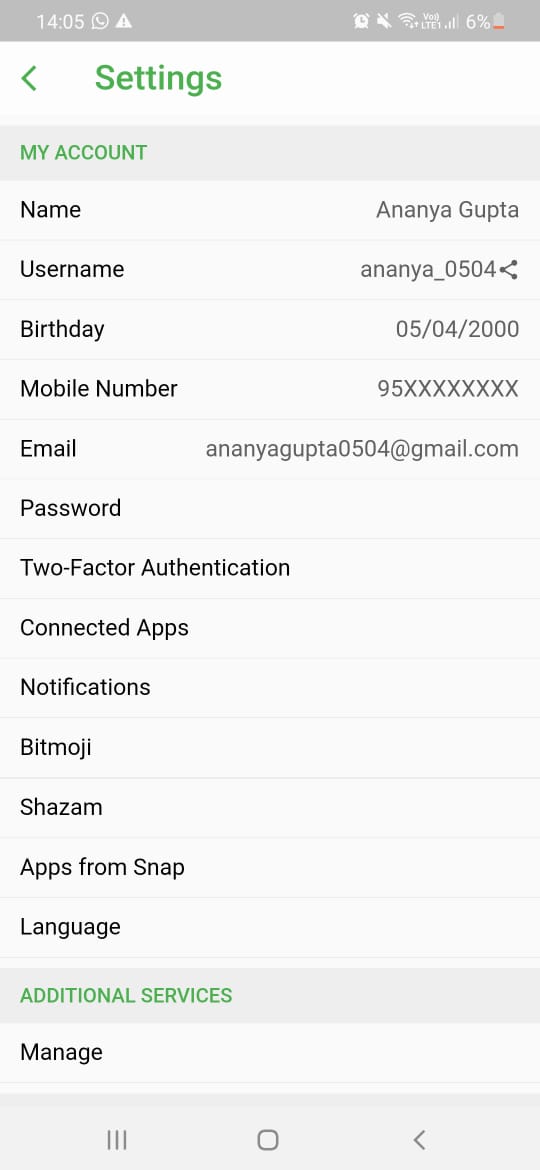 14:05 Vo)) LTE1 6%
Settings
MY ACCOUNT
Name Ananya Gupta
Username ananya_0504
Birthday 05/04/2000
Mobile Number 95XXXXXXXX
Email ananyagupta0504@gmail.com
Password
Two-Factor Authentication
Connected Apps
Notifications
Bitmoji
Shazam
Apps from Snap
Language
ADDITIONAL SERVICES
Manage